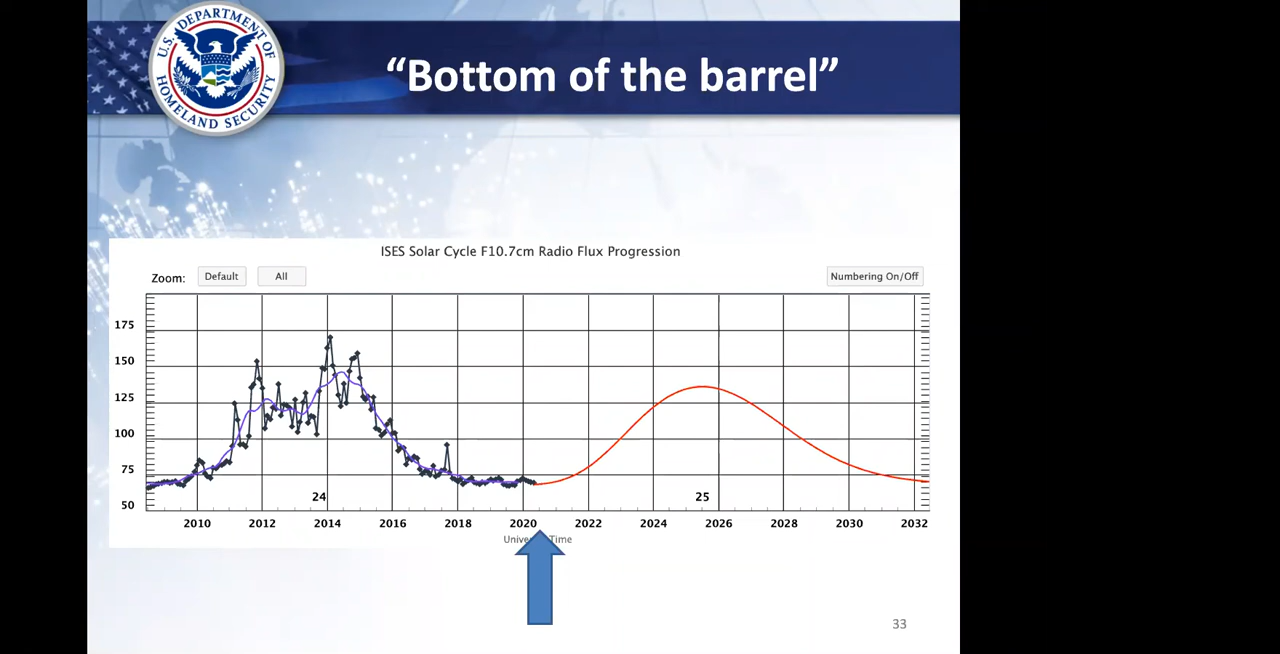 U.S. DEPARTMENT OF
HOMELAND SECURITY
“Bottom of the barrel”
ISES Solar Cycle F10.7cm Radio Flux Progression
Zoom: Default All Numbering On/Off
175
150
125
100
75
50
24 25
2010 2012 2014 2016 2018 2020 2022 2024 2026 2028 2030 2032
Time
33